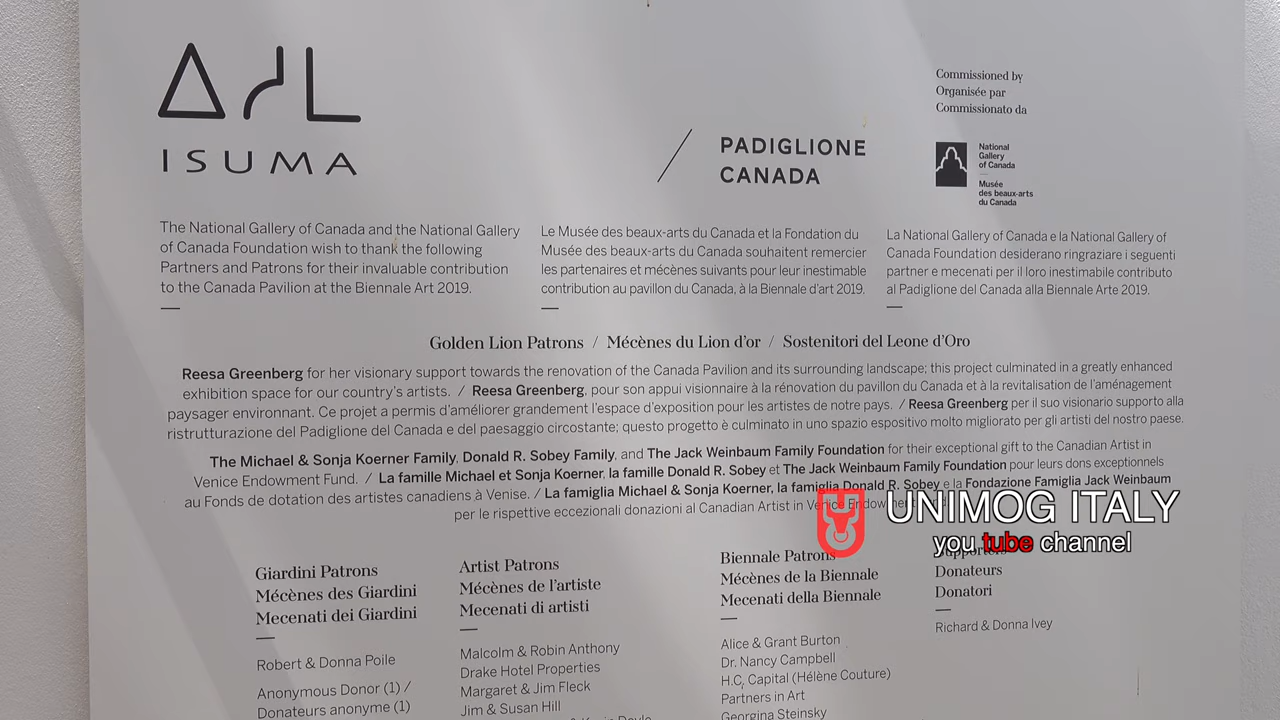 ᐃᓱᒪ
ISUMA
PADIGLIONE
CANADA
Commissioned by
Organisée par
Commissionato da
National
Gallery
of Canada
Musée
des beaux-arts
du Canada
The National Gallery of Canada and the National Gallery
of Canada Foundation wish to thank the following
Partners and Patrons for their invaluable contribution
to the Canada Pavilion at the Biennale Art 2019.
Le Musée des beaux-arts du Canada et la Fondation du
Musée des beaux-arts du Canada souhaitent remercier
les partenaires et mécènes suivants pour leur inestimable
contribution au pavillon du Canada, à la Biennale d'art 2019.
La National Gallery of Canada e la National Gallery of
Canada Foundation desiderano ringraziare i seguenti
partner e mecenati per il loro inestimabile contributo
al Padiglione del Canada alla Biennale Arte 2019.
Golden Lion Patrons / Mécènes du Lion d'or / Sostenitori del Leone d'Oro
Reesa Greenberg for her visionary support towards the renovation of the Canada Pavilion and its surrounding landscape; this project culminated in a greatly enhanced
exhibition space for our country's artists. / Reesa Greenberg, pour son appui visionnaire à la rénovation du pavillon du Canada et à la revitalisation de l'aménagement
paysager environnant. Ce projet a permis d'améliorer grandement l'espace d'exposition pour les artistes de notre pays. / Reesa Greenberg per il suo visionario supporto alla
ristrutturazione del Padiglione del Canada e del paesaggio circostante; questo progetto è culminato in uno spazio espositivo molto migliorato per gli artisti del nostro paese.
The Michael & Sonja Koerner Family, Donald R. Sobey Family, and The Jack Weinbaum Family Foundation for their exceptional gift to the Canadian Artist in
Venice Endowment Fund. / La famille Michael et Sonja Koerner, la famille Donald R. Sobey et The Jack Weinbaum Family Foundation pour leurs dons exceptionnels
au Fonds de dotation des artistes canadiens à Venise. / La famiglia Michael & Sonja Koerner, la famiglia Donald R. Sobey e la Fondazione Famiglia Jack Weinbaum
per le rispettive eccezionali donazioni al Canadian Artist in Venice Endowment
UNIMOG ITALY
you tube channel
Giardini Patrons
Mécènes des Giardini
Mecenati dei Giardini
Robert & Donna Poile
Anonymous Donor (1) /
Donateurs anonyme (1)
Artist Patrons
Mécènes de l'artiste
Mecenati di artisti
Malcolm & Robin Anthony
Drake Hotel Properties
Margaret & Jim Fleck
Jim & Susan Hill
Biennale Patrons
Mécènes de la Biennale
Mecenati della Biennale
Alice & Grant Burton
Dr. Nancy Campbell
H.C, Capital (Hélène Couture)
Partners in Art
Georgina Steinsky
Supporters
Donateurs
Donatori
Richard & Donna Ivey